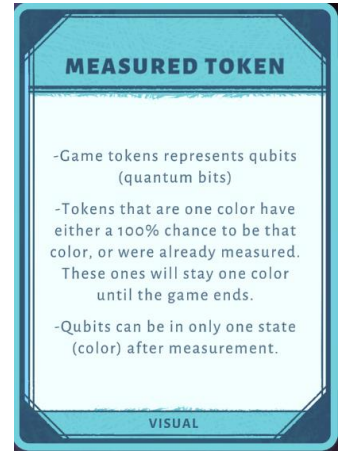 MEASURED TOKEN
-Game tokens represents qubits
(quantum bits)
-Tokens that are one color have
either a 100% chance to be that
color, or were already measured.
These ones will stay one color
until the game ends.
-Qubits can be in only one state
(color) after measurement.
VISUAL